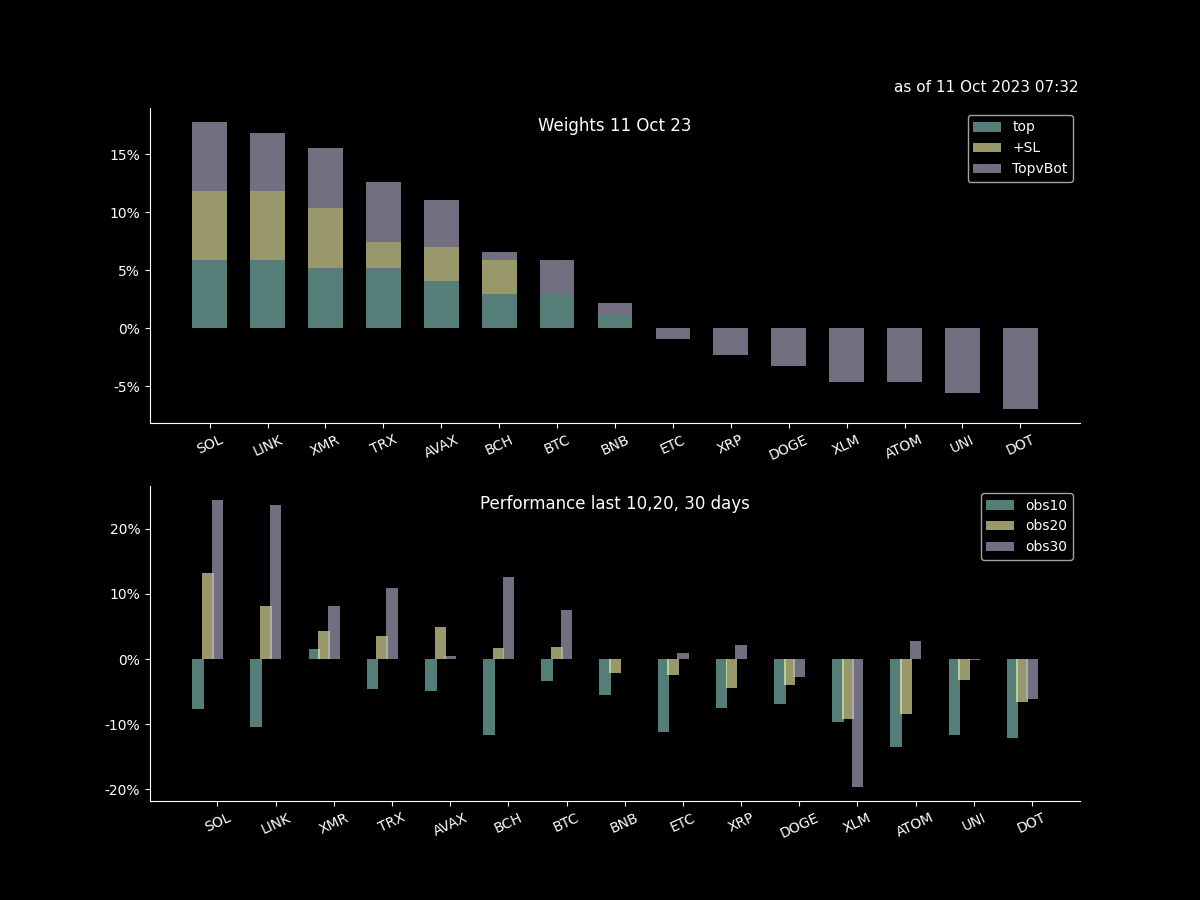 as of 11 Oct 2023 07:32
Weights 11 Oct 23
top
+SL
TopvBot
15%
10%
5%
0%
-5%
SOL LINK XMR TRX AVAX BCH BTC BNB ETC XRP DOGE XLM ATOM UNI DOT
Performance last 10,20, 30 days
obs10
obs20
obs30
20%
10%
0%
-10%
-20%
SOL LINK XMR TRX AVAX BCH BTC BNB ETC XRP DOGE XLM ATOM UNI DOT